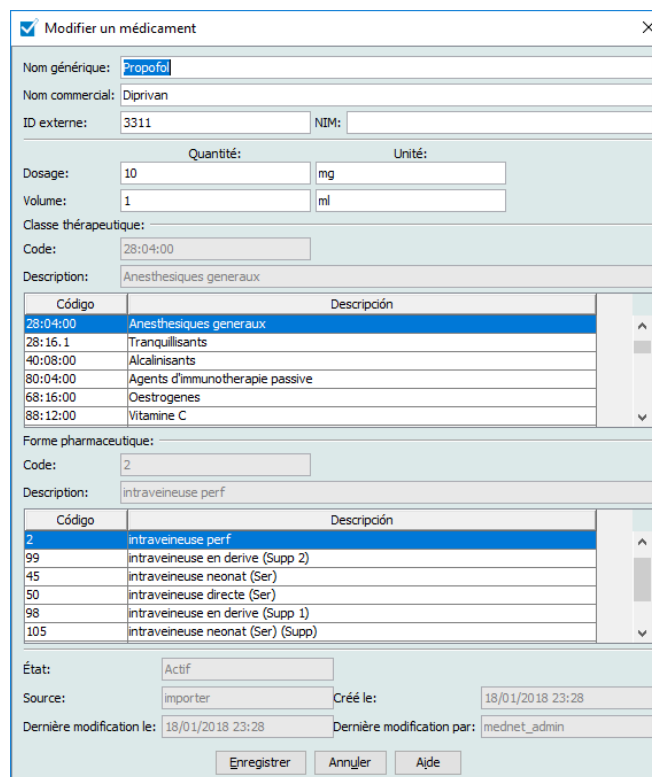 Modifier un médicament
Nom générique: Propofol
Nom commercial: Diprivan
ID externe: 3311 NIM:
Quantité: Unité:
Dosage: 10 mg
Volume: 1 ml
Classe thérapeutique:
Code: 28:04:00
Description: Anesthesiques generaux
Código Descripción
28:04:00 Anesthesiques generaux
28:16.1 Tranquillisants
40:08:00 Alcalinisants
80:04:00 Agents d'immunotherapie passive
68:16:00 Oestrogenes
88:12:00 Vitamine C
Forme pharmaceutique:
Code: 2
Description: intraveineuse perf
Código Descripción
2 intraveineuse perf
99 intraveineuse en derive (Supp 2)
45 intraveineuse neonat (Ser)
50 intraveineuse directe (Ser)
98 intraveineuse en derive (Supp 1)
105 intraveineuse neonat (Ser) (Supp)
État: Actif
Source: importer Créé le: 18/01/2018 23:28
Dernière modification le: 18/01/2018 23:28 Dernière modification par: mednet_admin
Enregistrer Annuler Aide